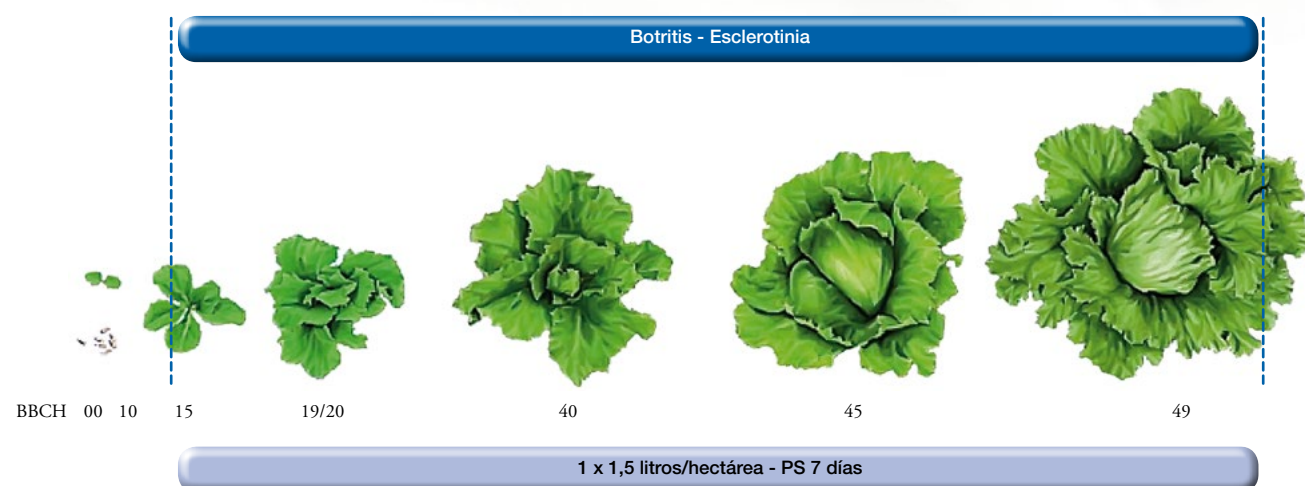 Botritis - Esclerotinia
BBCH 00 10 15 19/20 40 45 49
1 x 1,5 litros/hectárea - PS 7 días